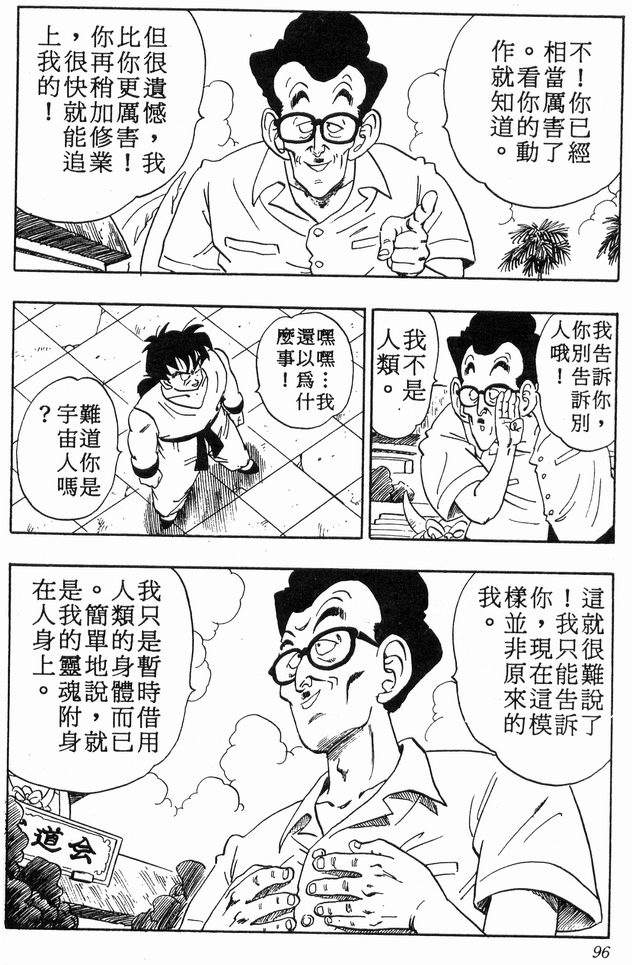 不！你已經
相當厲害了
。看你的動
作就知道。
但很遺憾，我
比你更厲害！
你再稍加修業
，很快就能追
上我的！
我告訴你，
你別告訴別
人哦！
我不是
人類。
嘿嘿…我
還以爲什
麼事！
難道你是
宇宙人嗎
？
這就很難說了
！我只能告訴
你，現在這模
樣並非原來的
我。
我只是暫時借用
人類的身體而已
。簡單地說，就
是我的靈魂附身
在人身上。
道会
96